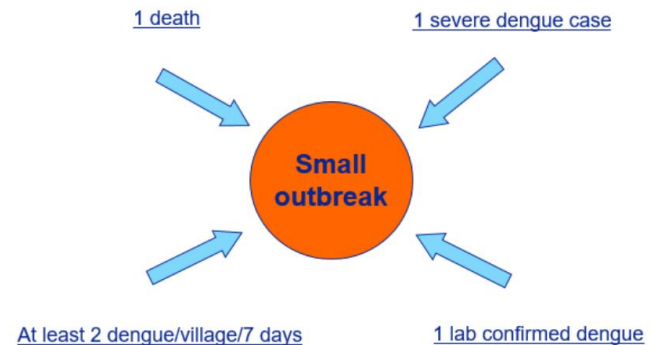 1 death
1 severe dengue case
Small
outbreak
At least 2 dengue/village/7 days
1 lab confirmed dengue